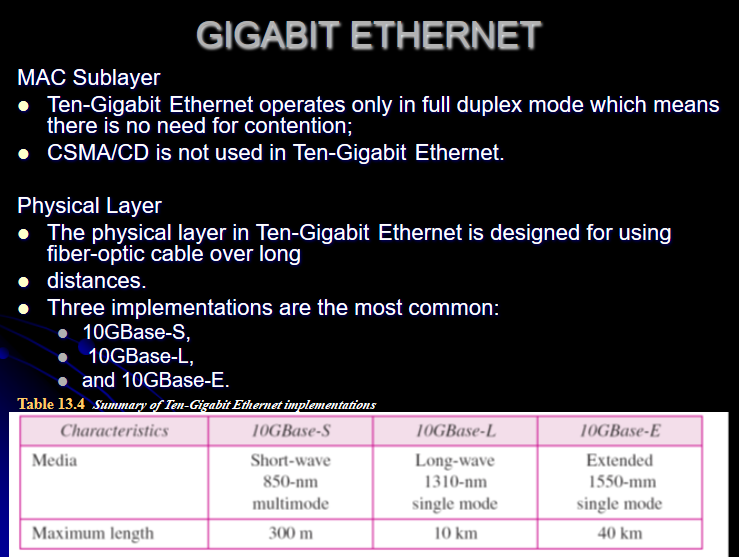 GIGABIT ETHERNET
MAC Sublayer
● Ten-Gigabit Ethernet operates only in full duplex mode which means
there is no need for contention;
● CSMA/CD is not used in Ten-Gigabit Ethernet.
Physical Layer
● The physical layer in Ten-Gigabit Ethernet is designed for using
fiber-optic cable over long
● distances.
● Three implementations are the most common:
● 10GBase-S,
● 10GBase-L,
● and 10GBase-E.
Table 13.4 Summary of Ten-Gigabit Ethernet implementations
Characteristics 10GBase-S 10GBase-L 10GBase-E
Media Short-wave Long-wave Extended
850-nm 1310-nm 1550-mm
multimode single mode single mode
Maximum length 300 m 10 km 40 km